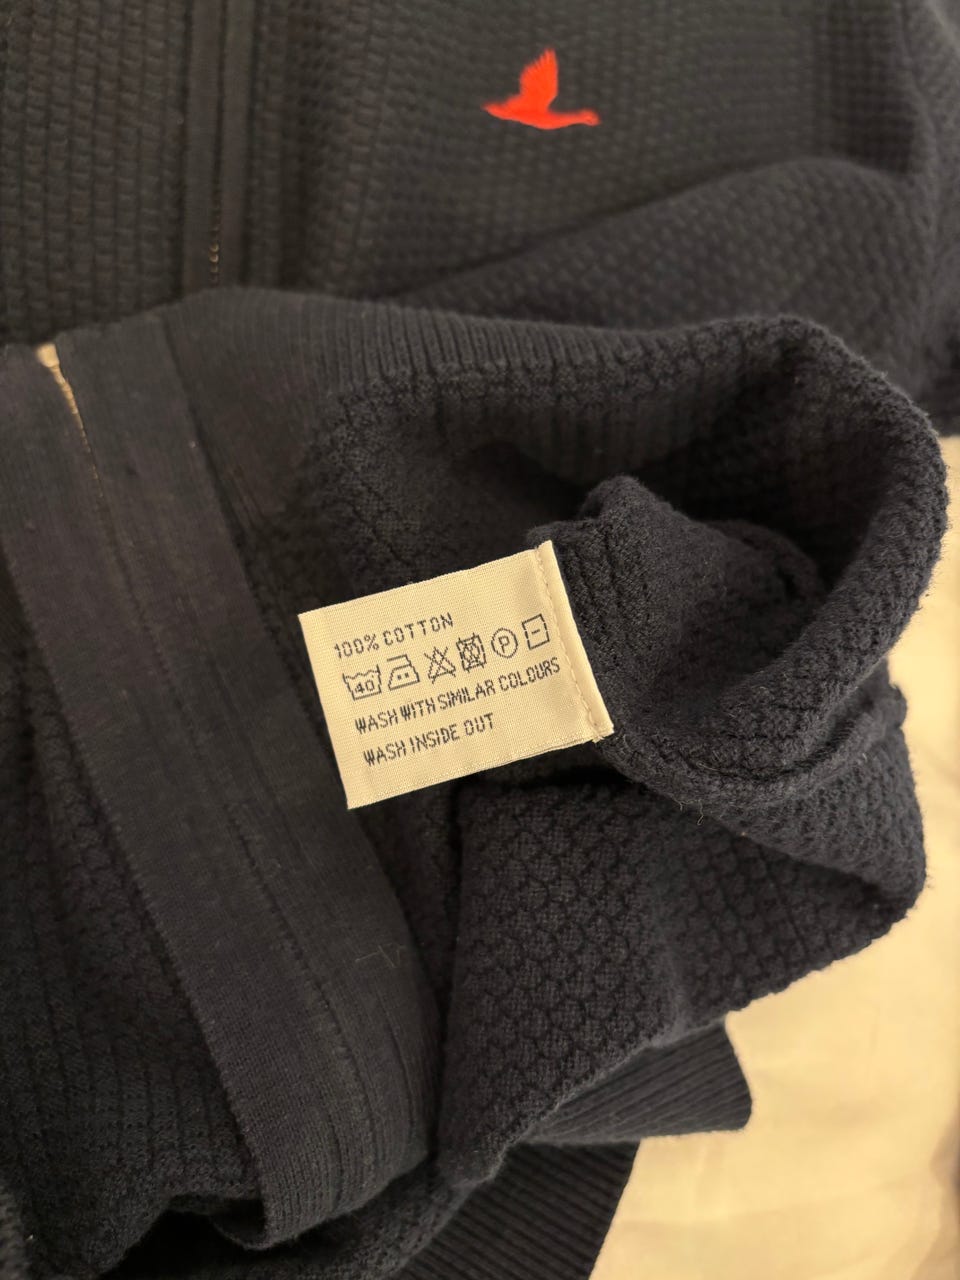 100% COTTON
40 P
WASH WITH SIMILAR COLOURS
WASH INSIDE OUT